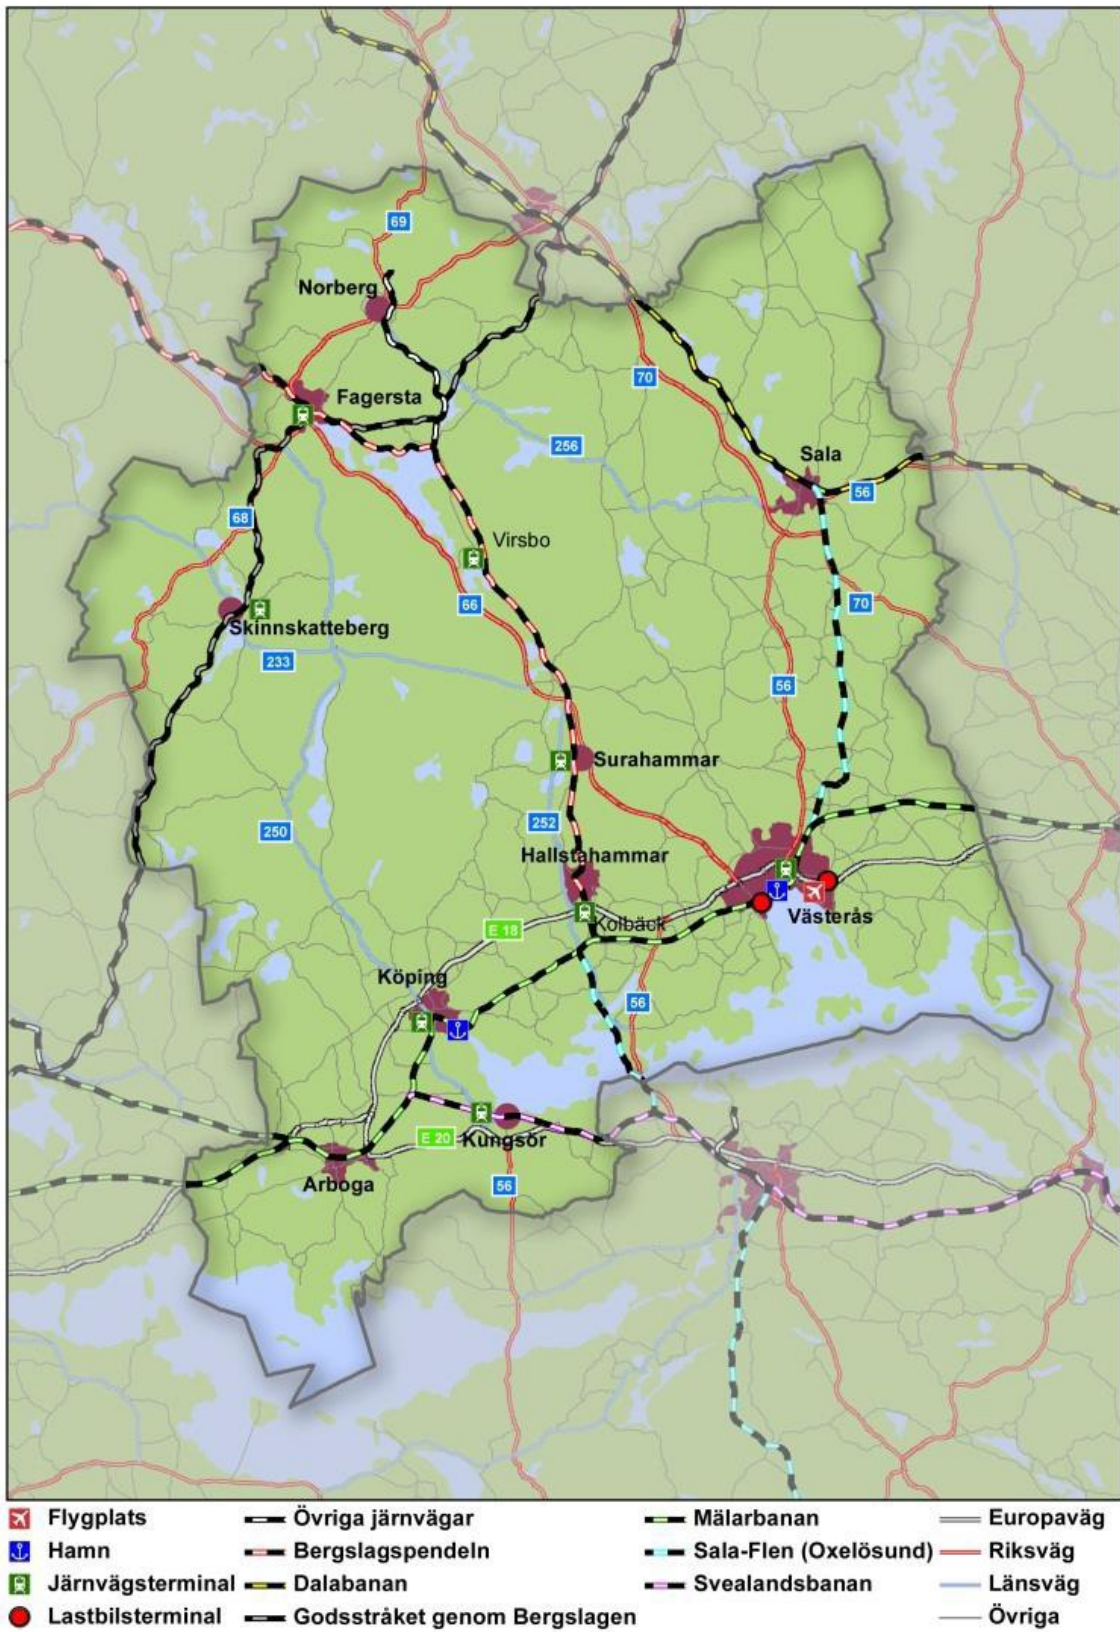 69
Norberg
Fagersta
70
256
Sala
56
68
Virsbo
66
70
Skinnskatteberg
233
56
Surahammar
252
250
Hallstahammar
Västerås
Kolbäck
E 18
Köping
56
E 20
Kungsör
Arboga
56
Flygplats
Övriga järnvägar
Mälarbanan
Europaväg
Hamn
Bergslagspendeln
Sala-Flen (Oxelösund)
Riksväg
Järnvägsterminal
Dalabanan
Svealandsbanan
Länsväg
Lastbilsterminal
Godsstråket genom Bergslagen
Övriga